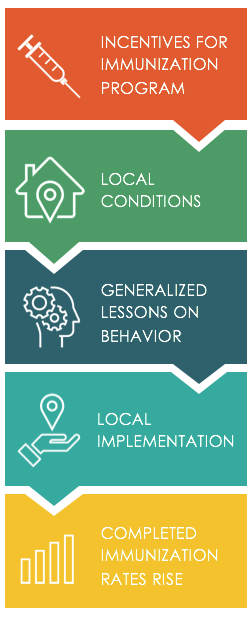 INCENTIVES FOR
IMMUNIZATION
PROGRAM
LOCAL
CONDITIONS
GENERALIZED
LESSONS ON
BEHAVIOR
LOCAL
IMPLEMENTATION
COMPLETED
IMMUNIZATION
RATES RISE